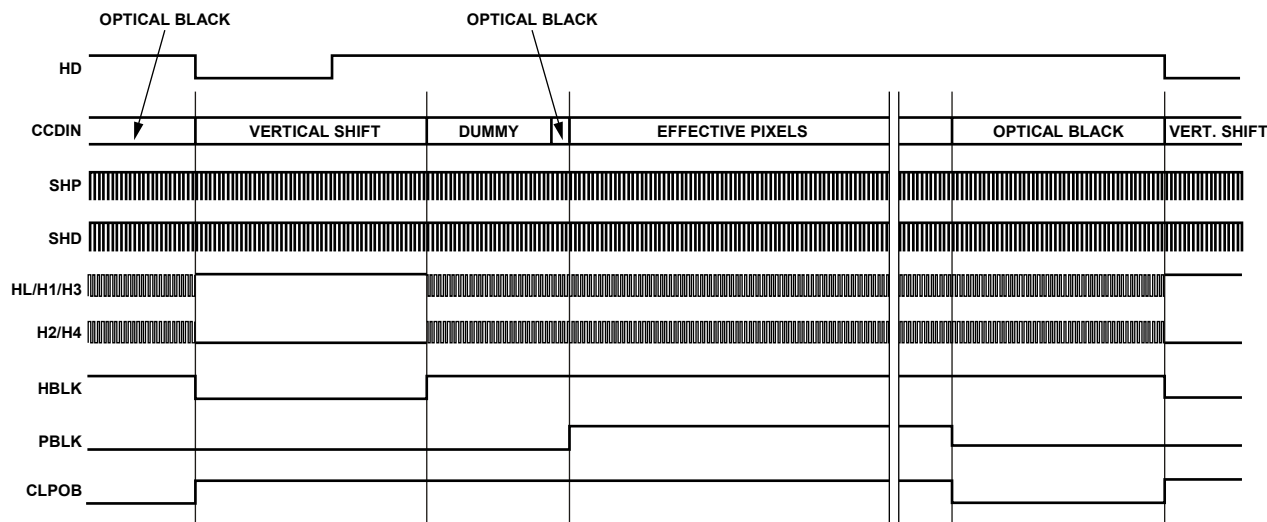 OPTICAL BLACK OPTICAL BLACK
HD
CCDIN VERTICAL SHIFT DUMMY EFFECTIVE PIXELS OPTICAL BLACK VERT. SHIFT
SHP
SHD
HL/H1/H3
H2/H4
HBLK
PBLK
CLPOB